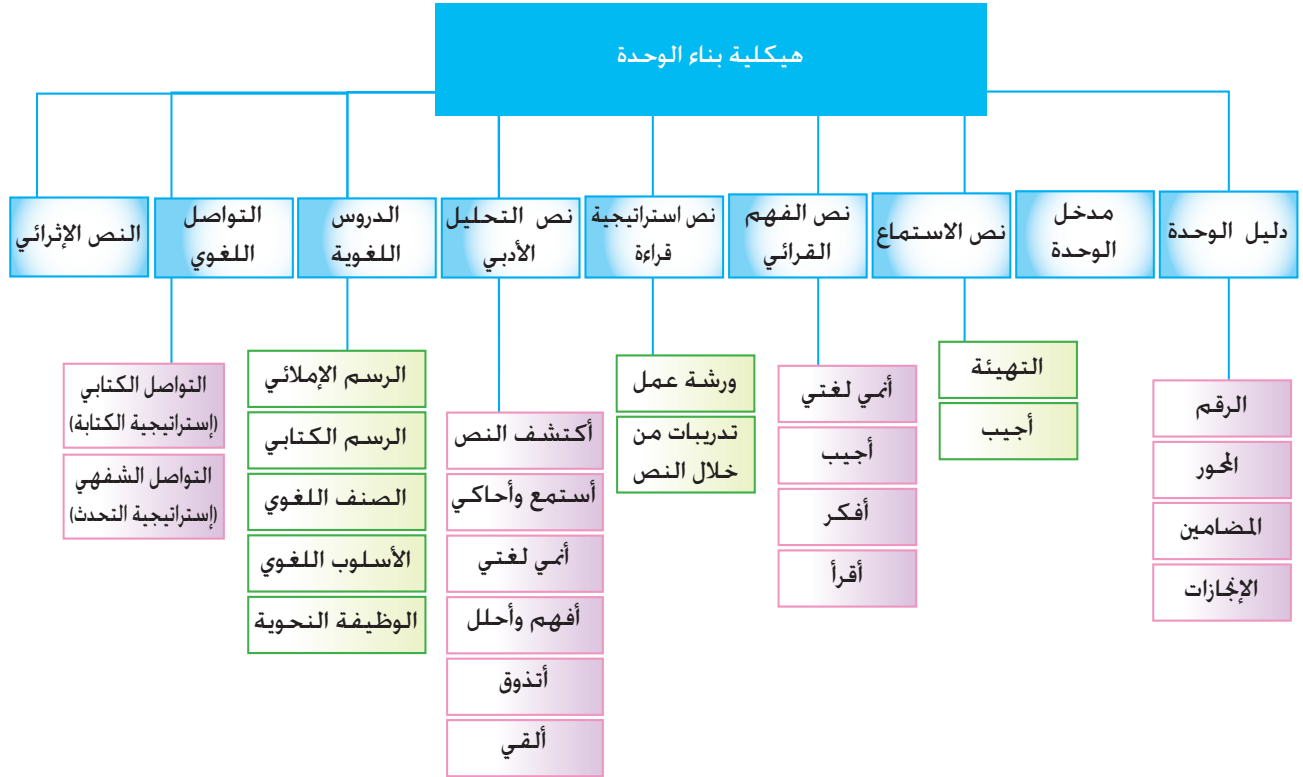 هيكلية بناء الوحدة
دليل الوحدة
مدخل
الوحدة
نص الاستماع
نص الفهم
القرائي
نص استراتيجية
قراءة
نص التحليل
الأدبي
الدروس
اللغوية
التواصل
اللغوي
النص الإثرائي
الرقم
المحور
المضامين
الإنجازات
التهيئة
أجيب
أنمي لغتي
أجيب
أفكر
أقرأ
ورشة عمل
تدريبات من
خلال النص
أكتشف النص
أستمع وأحاكي
أنمي لغتي
أفهم وأحلل
أتذوق
ألقي
الرسم الإملائي
الرسم الكتابي
الصنف اللغوي
الأسلوب اللغوي
الوظيفة النحوية
التواصل الكتابي
(إستراتيجية الكتابة)
التواصل الشفهي
(إستراتيجية التحدث)